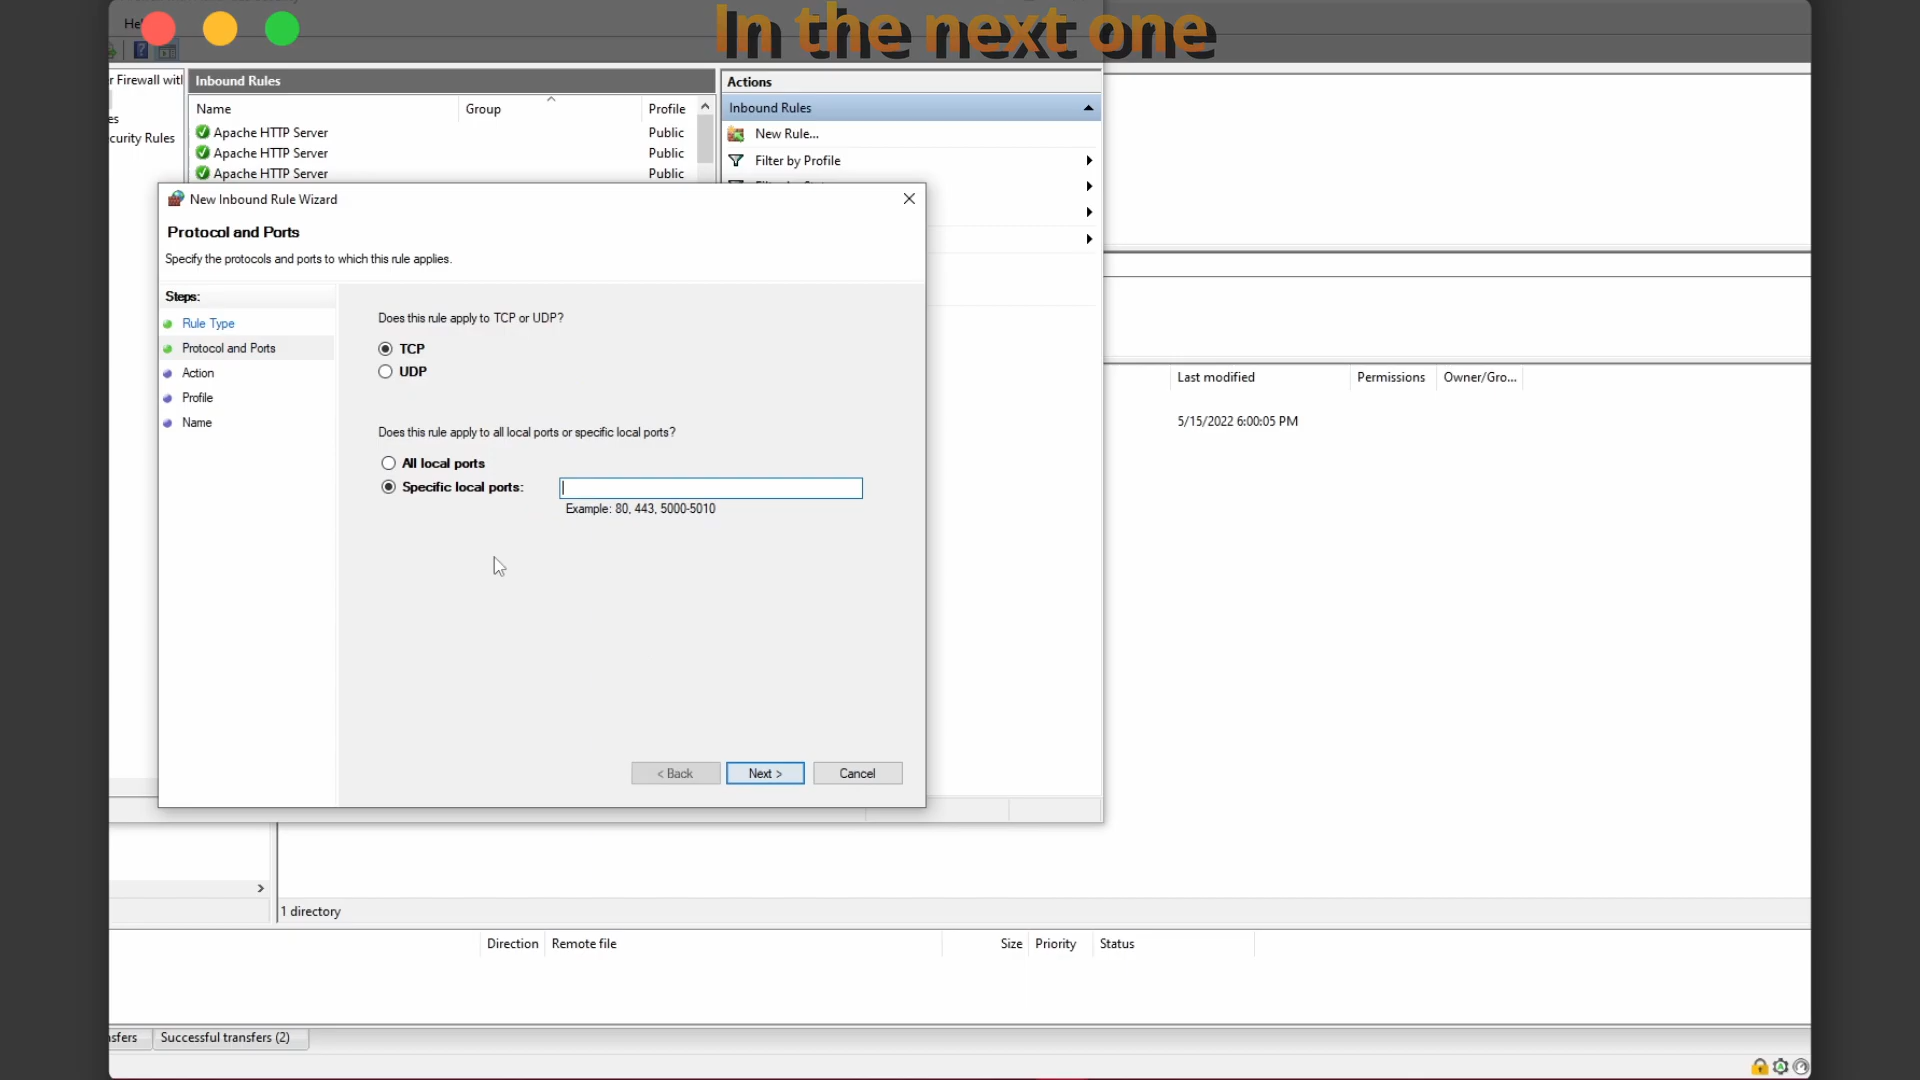 In the next one
He
r Firewall with
es
curity Rules
Inbound Rules
Name
Group
Profile
Apache HTTP Server
Public
Apache HTTP Server
Public
Apache HTTP Server
Public
Actions
Inbound Rules
New Rule...
Filter by Profile
New Inbound Rule Wizard
Protocol and Ports
Specify the protocols and ports to which this rule applies.
Steps:
Rule Type
Protocol and Ports
Action
Profile
Name
Does this rule apply to TCP or UDP?
TCP
UDP
Does this rule apply to all local ports or specific local ports?
All local ports
Specific local ports:
Example: 80, 443, 5000-5010
< Back
Next >
Cancel
Last modified
Permissions
Owner/Gro...
5/15/2022 6:00:05 PM
1 directory
Direction
Remote file
Size
Priority
Status
nsfers
Successful transfers (2)